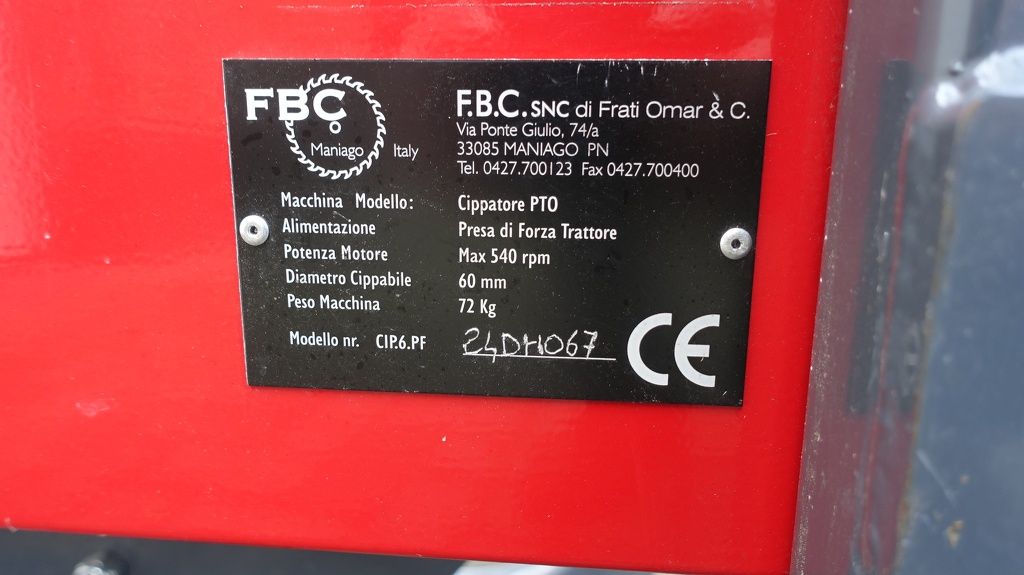 FBC
Maniago Italy
F.B.C. SNC di Frati Omar & C.
Via Ponte Giulio, 74/a
33085 MANIAGO PN
Tel. 0427.700123 Fax 0427.700400
Macchina Modello: Cippatore PTO
Alimentazione Presa di Forza Trattore
Potenza Motore Max 540 rpm
Diametro Cippabile 60 mm
Peso Macchina 72 Kg
Modello nr. CIP.6.PF 24DH067
CE